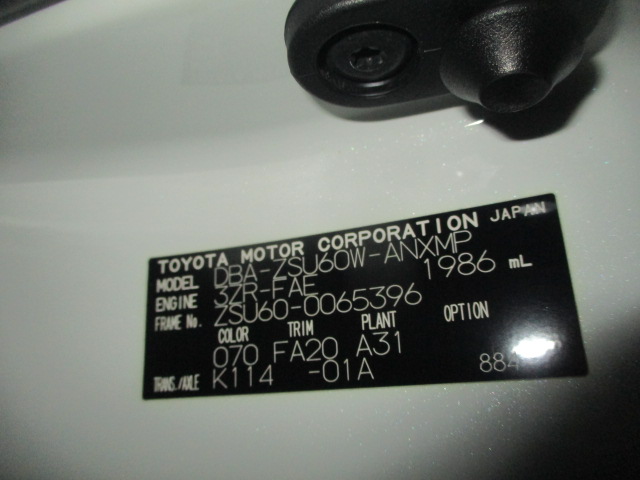 TOYOTA MOTOR CORPORATION JAPAN
MODEL DBA-ZSU60W-ANXMP
ENGINE 3ZR-FAE 1986 mL
FRAME No. ZSU60-0065396
COLOR TRIM PLANT OPTION
070 FA20 A31
TRANS./AXLE K114 -01A